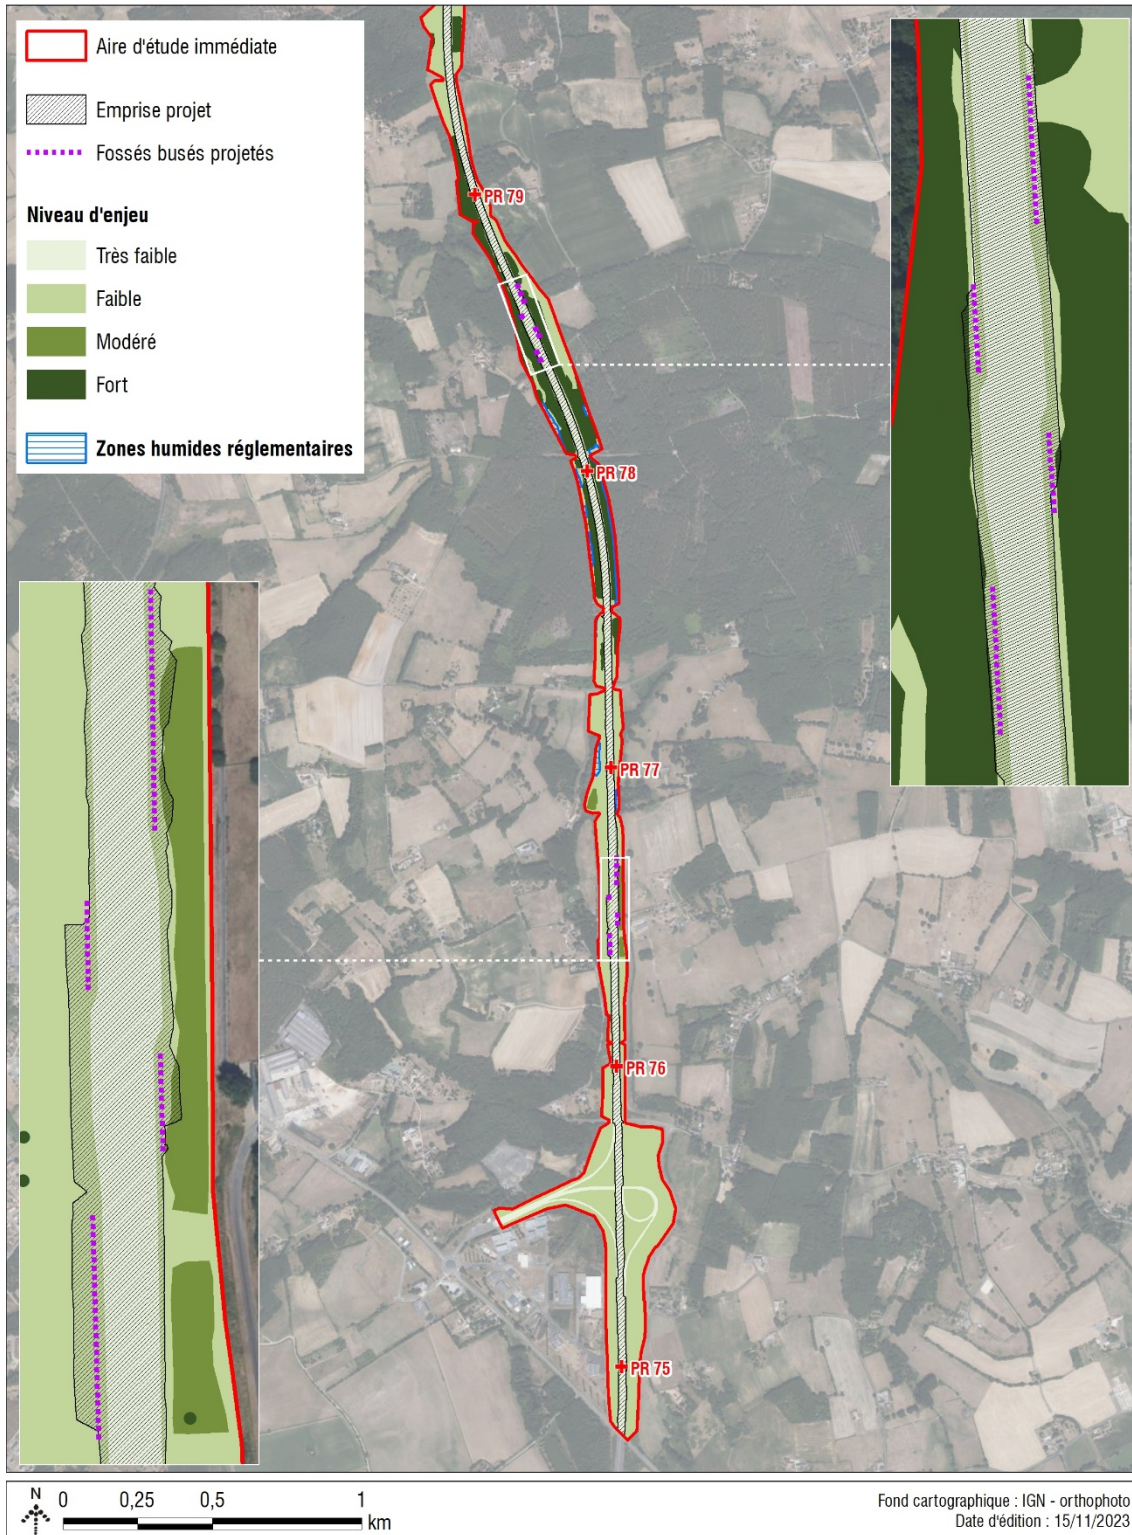 Aire d'étude immédiate
Emprise projet
Fossés busés projetés
Niveau d'enjeu
Très faible
Faible
Modéré
Fort
Zones humides réglementaires
PR 79
PR 78
PR 77
PR 76
PR 75
N
0 0,25 0,5 1
km
Fond cartographique : IGN - orthophoto
Date d'édition : 15/11/2023